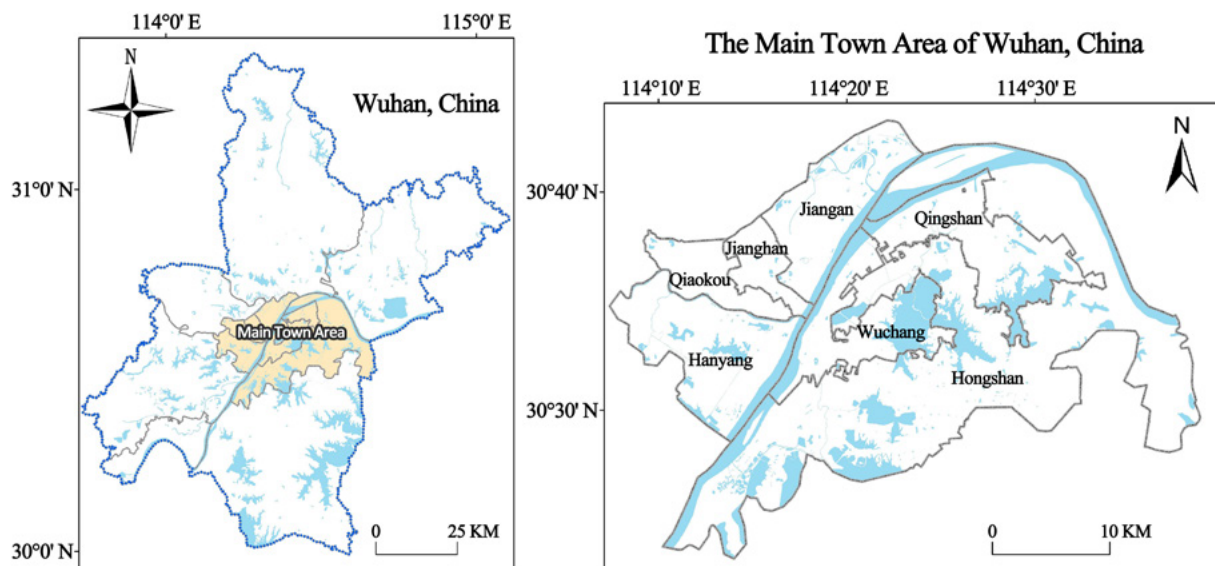 114°0' E
115°0' E
N
Wuhan, China
31°0' N
Main Town Area
0
25 KM
30°0' N
The Main Town Area of Wuhan, China
114°10' E
114°20' E
114°30' E
N
30°40' N
Jiangan
Qingshan
Jianghan
Qiaokou
Wuchang
Hanyang
Hongshan
30°30' N
0
10 KM